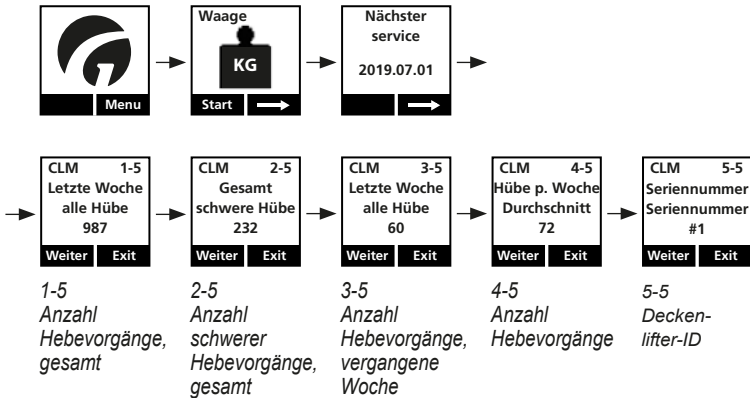 Menu
Waage
KG
Start
Nächster
service
2019.07.01
CLM 1-5
Letzte Woche
alle Hübe
987
Weiter Exit
CLM 2-5
Gesamt
schwere Hübe
232
Weiter Exit
CLM 3-5
Letzte Woche
alle Hübe
60
Weiter Exit
CLM 4-5
Hübe p. Woche
Durchschnitt
72
Weiter Exit
CLM 5-5
Seriennummer
Seriennummer
#1
Weiter Exit
1-5
Anzahl
Hebevorgänge,
gesamt
2-5
Anzahl
schwerer
Hebevorgänge,
gesamt
3-5
Anzahl
Hebevorgänge,
vergangene
Woche
4-5
Anzahl
Hebevorgänge
5-5
Decken-
lifter-ID